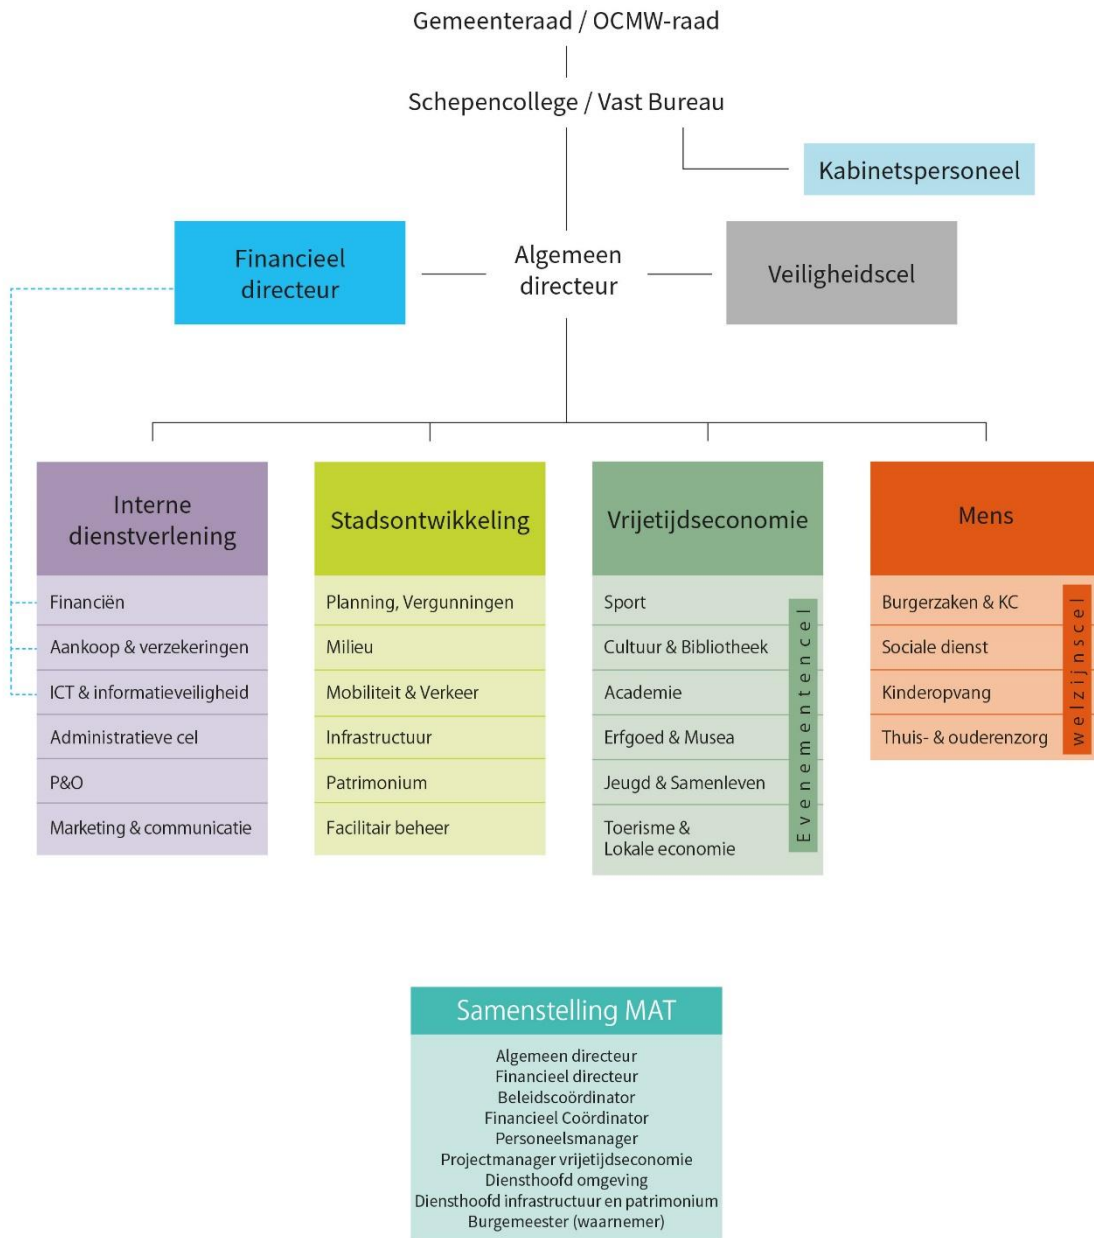 Gemeenteraad / OCMW-raad
Schepencollege / Vast Bureau
Kabinetspersoneel
Financieel
directeur
Algemeen
directeur
Veiligheidscel
Interne
dienstverlening
Financiën
Aankoop & verzekeringen
ICT & informatieveiligheid
Administratieve cel
P&O
Marketing & communicatie
Stadsontwikkeling
Planning, Vergunningen
Milieu
Mobiliteit & Verkeer
Infrastructuur
Patrimonium
Facilitair beheer
Vrijetijdseconomie
Sport
Cultuur & Bibliotheek
Academie
Erfgoed & Musea
Jeugd & Samenleven
Toerisme &
Lokale economie
Evenementencel
Mens
Burgerzaken & KC
Sociale dienst
Kinderopvang
Thuis- & ouderenzorg
welzijnscel
Samenstelling MAT
Algemeen directeur
Financieel directeur
Beleidscoördinator
Financieel Coördinator
Personeelsmanager
Projectmanager vrijetijdseconomie
Diensthoofd omgeving
Diensthoofd infrastructuur en patrimonium
Burgemeester (waarnemer)